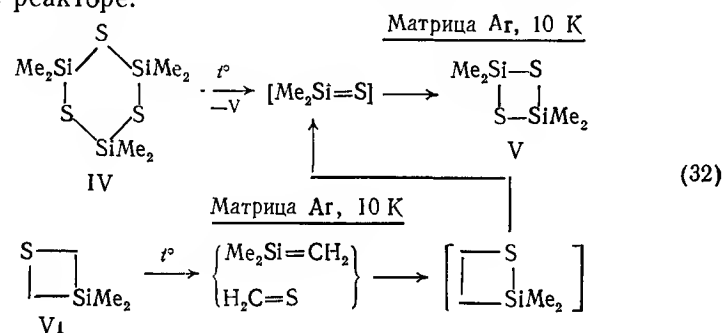 реакторе.
Матрица Ar, 10 K
S
Me₂Si SiMe₂ t° [Me₂Si=S] Me₂Si—S
S S —V S—SiMe₂
SiMe₂ V
IV
(32)
Матрица Ar, 10 K
S Me₂Si=CH₂ S
t°
SiMe₂ H₂C=S SiMe₂
VI